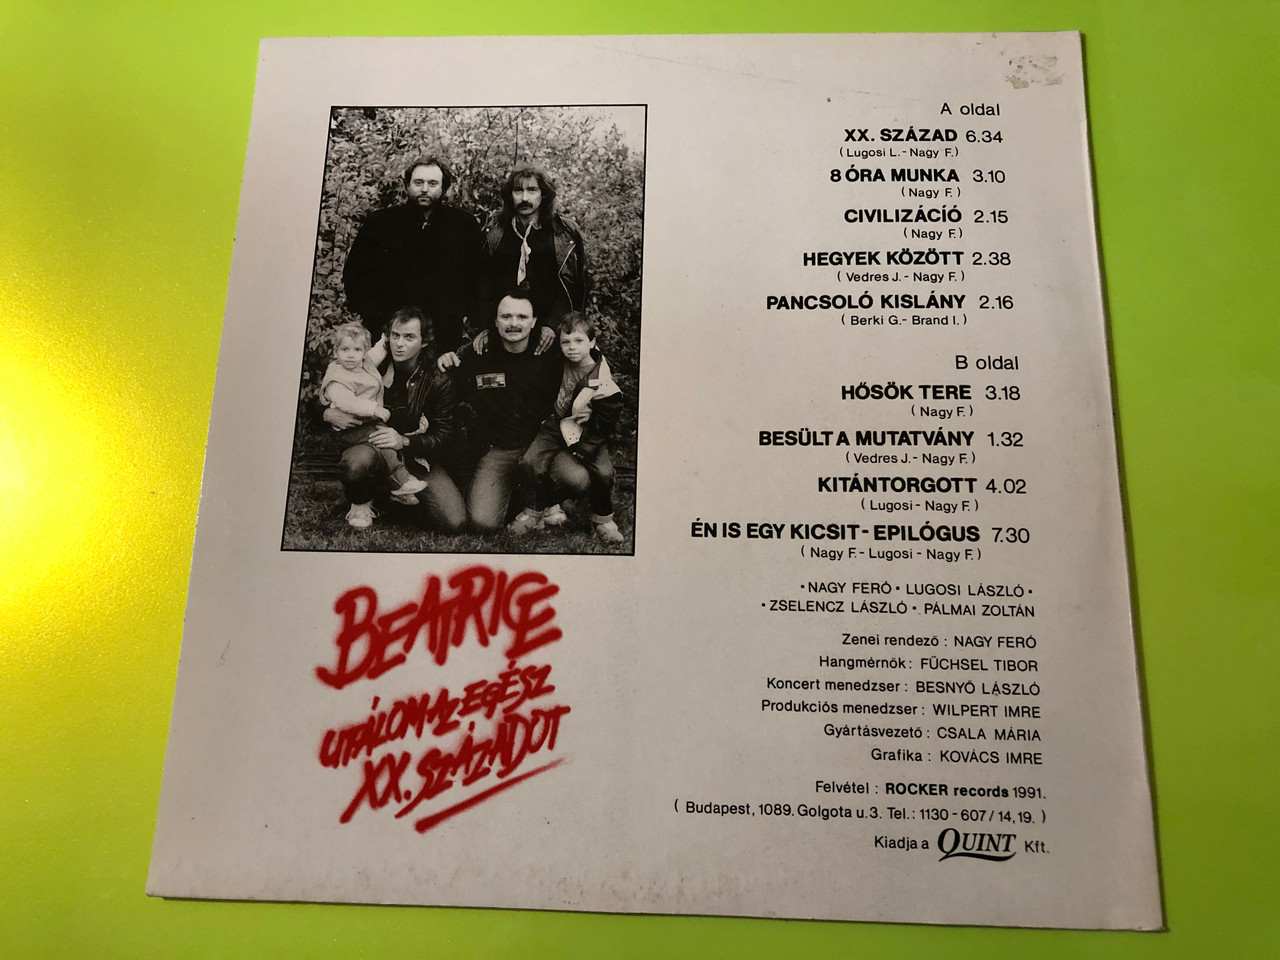 A oldal
XX. SZÁZAD 6.34
( Lugosi L.- Nagy F.)
8 ÓRA MUNKA 3.10
( Nagy F. )
CIVILIZÁCÍÓ 2.15
( Nagy F.)
HEGYEK KÖZÖTT 2.38
( Vedres J.- Nagy F.)
PANCSOLÓ KISLÁNY 2.16
( Berki G.- Brand I.)
B oldal
HŐSÖK TERE 3.18
( Nagy F.)
BESÜLT A MUTATVÁNY 1.32
( Vedres J.- Nagy F.)
KITÁNTORGOTT 4.02
( Lugosi - Nagy F.)
ÉN IS EGY KICSIT - EPILÓGUS 7.30
( Nagy F.- Lugosi - Nagy F.)
• NAGY FERÓ • LUGOSI LÁSZLÓ •
• ZSELENCZ LÁSZLÓ • PÁLMAI ZOLTÁN
Zenei rendező : NAGY FERÓ
Hangmérnők : FÜCHSEL TIBOR
Koncert menedzser : BESNYŐ LÁSZLÓ
Produkciós menedzser : WILPERT IMRE
Gyártásvezető : CSALA MÁRIA
Grafika : KOVÁCS IMRE
Felvétel : ROCKER records 1991.
( Budapest, 1089. Golgota u. 3. Tel.: 1130 - 607 / 14, 19. )
Kiadja a QUINT Kft.
BEATRICE
UTÁLOM AZ EGÉSZ
XX. SZÁZADOT